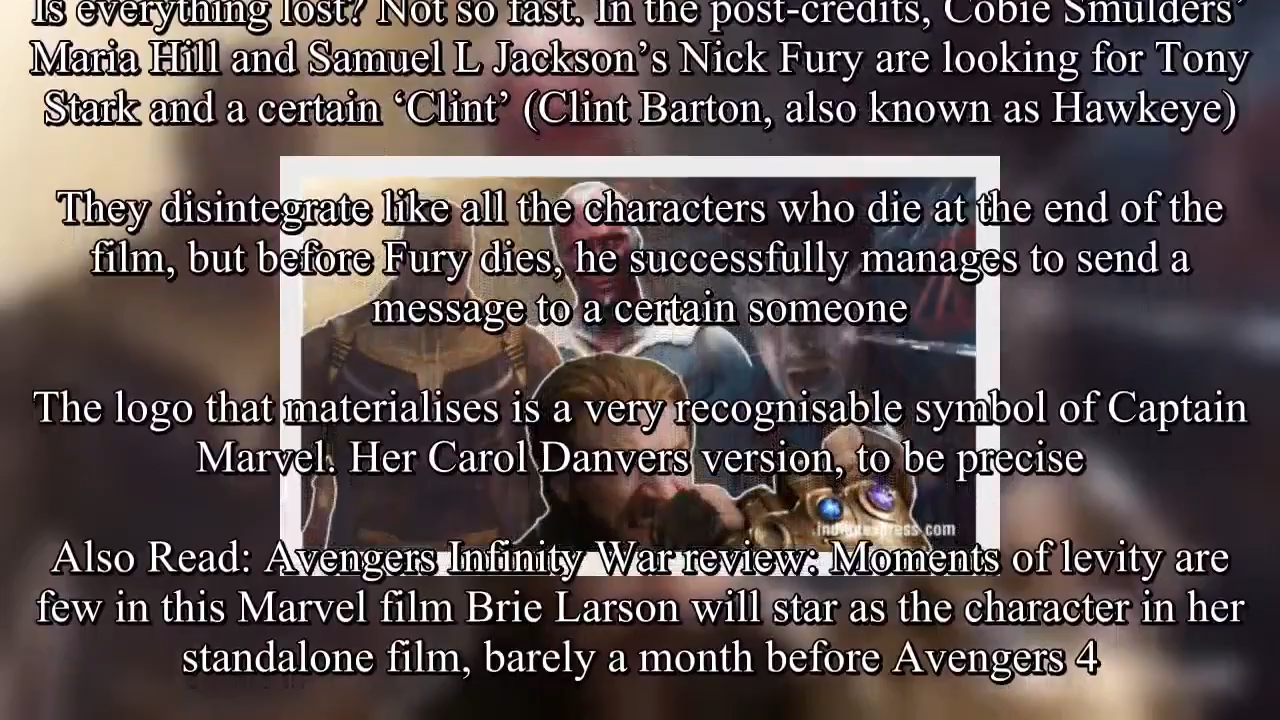 Is everything lost? Not so fast. In the post-credits, Cobie Smulders’
Maria Hill and Samuel L Jackson’s Nick Fury are looking for Tony
Stark and a certain ‘Clint’ (Clint Barton, also known as Hawkeye)
They disintegrate like all the characters who die at the end of the
film, but before Fury dies, he successfully manages to send a
message to a certain someone
The logo that materialises is a very recognisable symbol of Captain
Marvel. Her Carol Danvers version, to be precise
indianexpress.com
Also Read: Avengers Infinity War review: Moments of levity are
few in this Marvel film Brie Larson will star as the character in her
standalone film, barely a month before Avengers 4